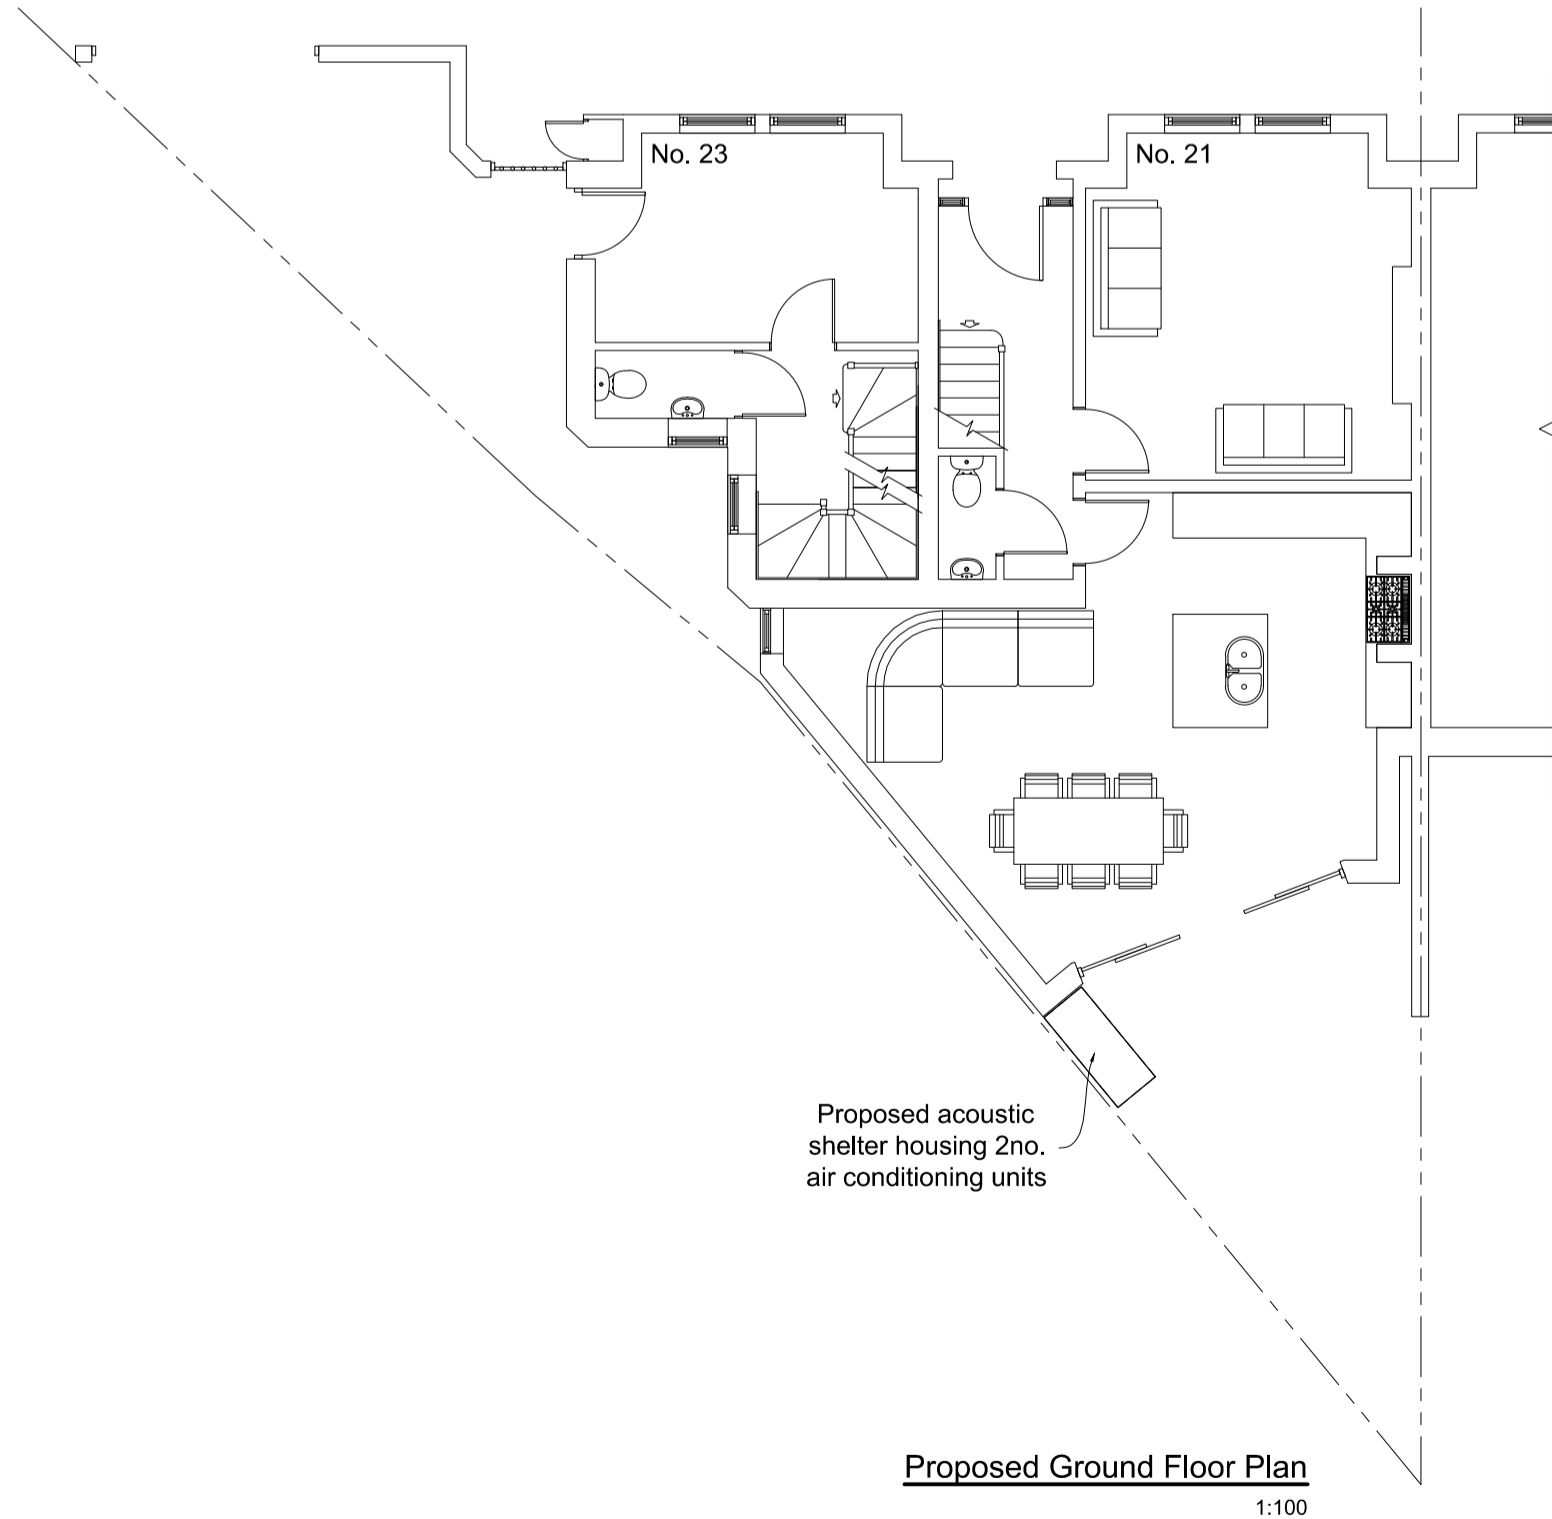 No. 23
No. 21
Proposed acoustic
shelter housing 2no.
air conditioning units
Proposed Ground Floor Plan
1:100